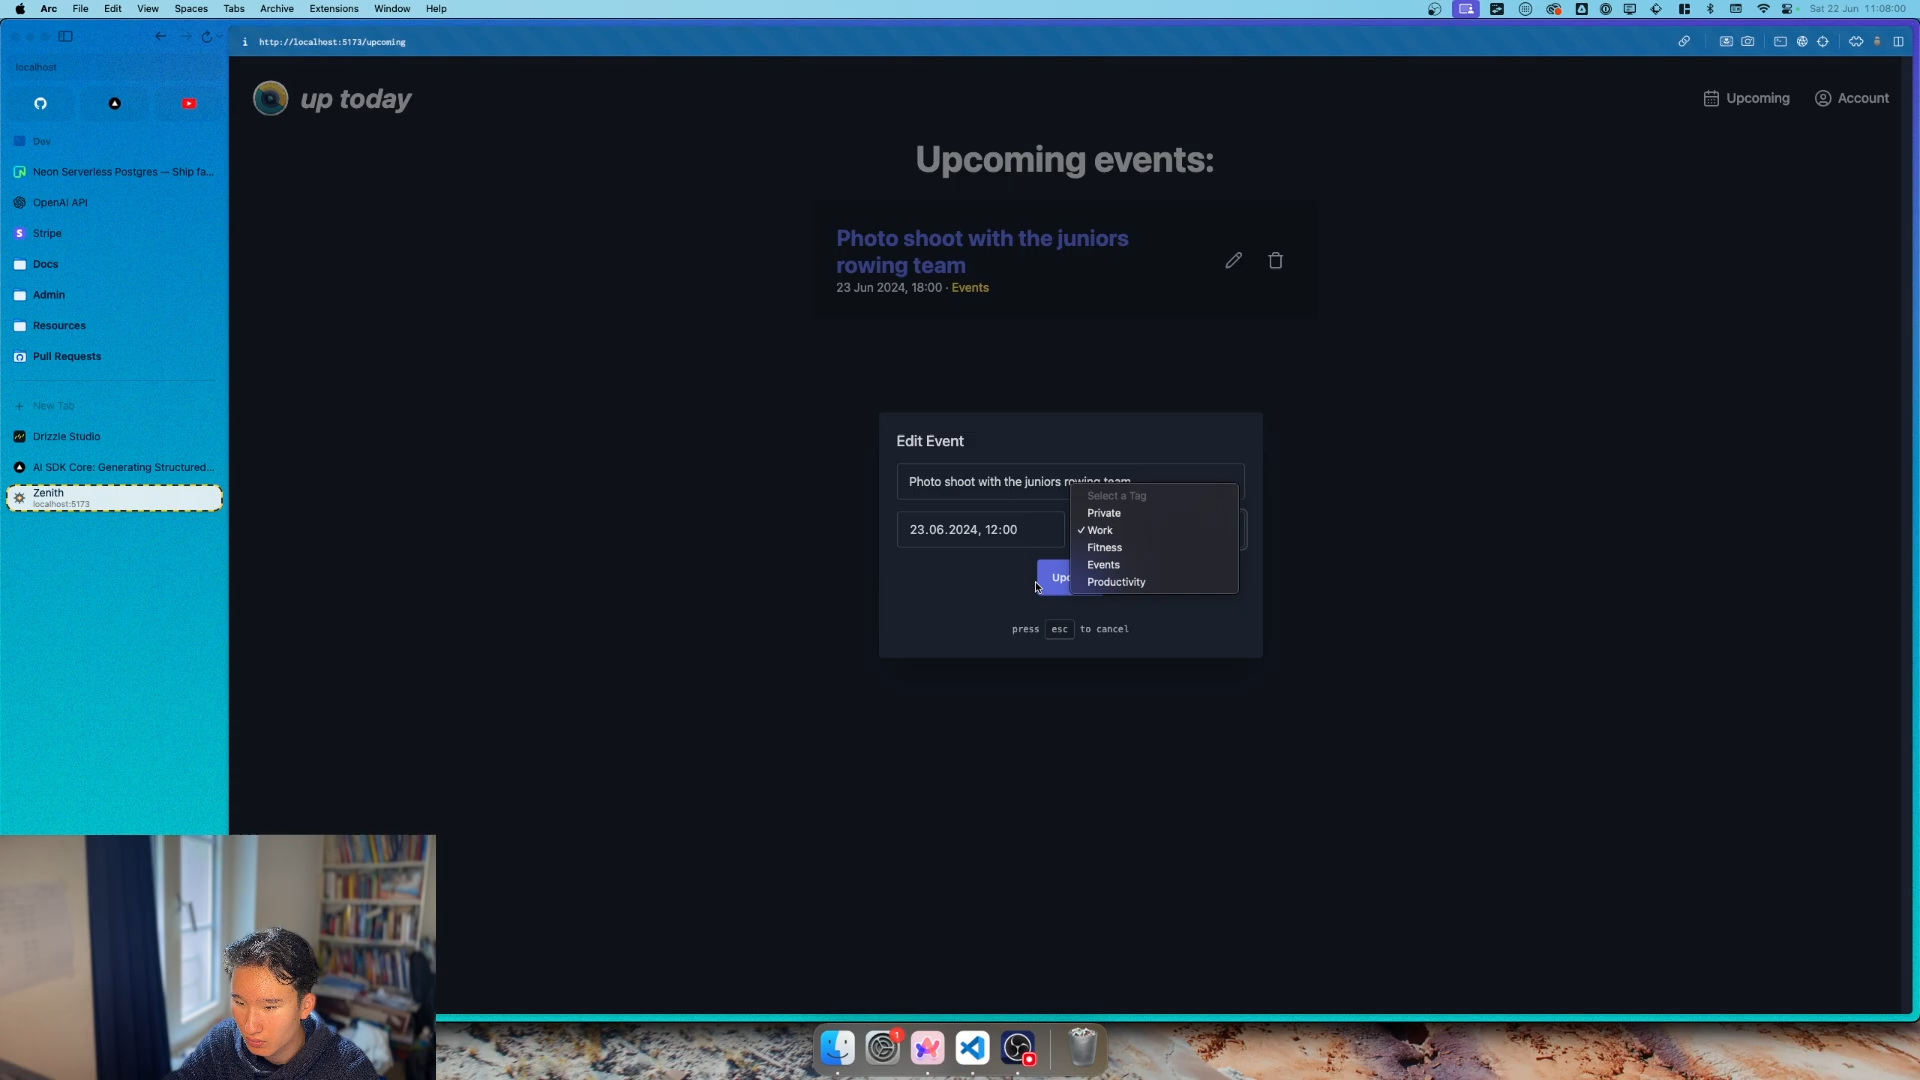 Arc File Edit View Spaces Tabs Archive Extensions Window Help
Sat 22 Jun 11:08:00
http://localhost:5173/upcoming
localhost
Dev
Neon Serverless Postgres — Ship fa...
OpenAI API
Stripe
Docs
Admin
Resources
Pull Requests
+ New Tab
Drizzle Studio
AI SDK Core: Generating Structured...
Zenith
localhost:5173
up today
Upcoming
Account
Upcoming events:
Photo shoot with the juniors
rowing team
23 Jun 2024, 18:00 · Events
Edit Event
Photo shoot with the juniors rowing team
23.06.2024, 12:00
Select a Tag
Private
✓ Work
Fitness
Events
Productivity
Upd
press esc to cancel
1